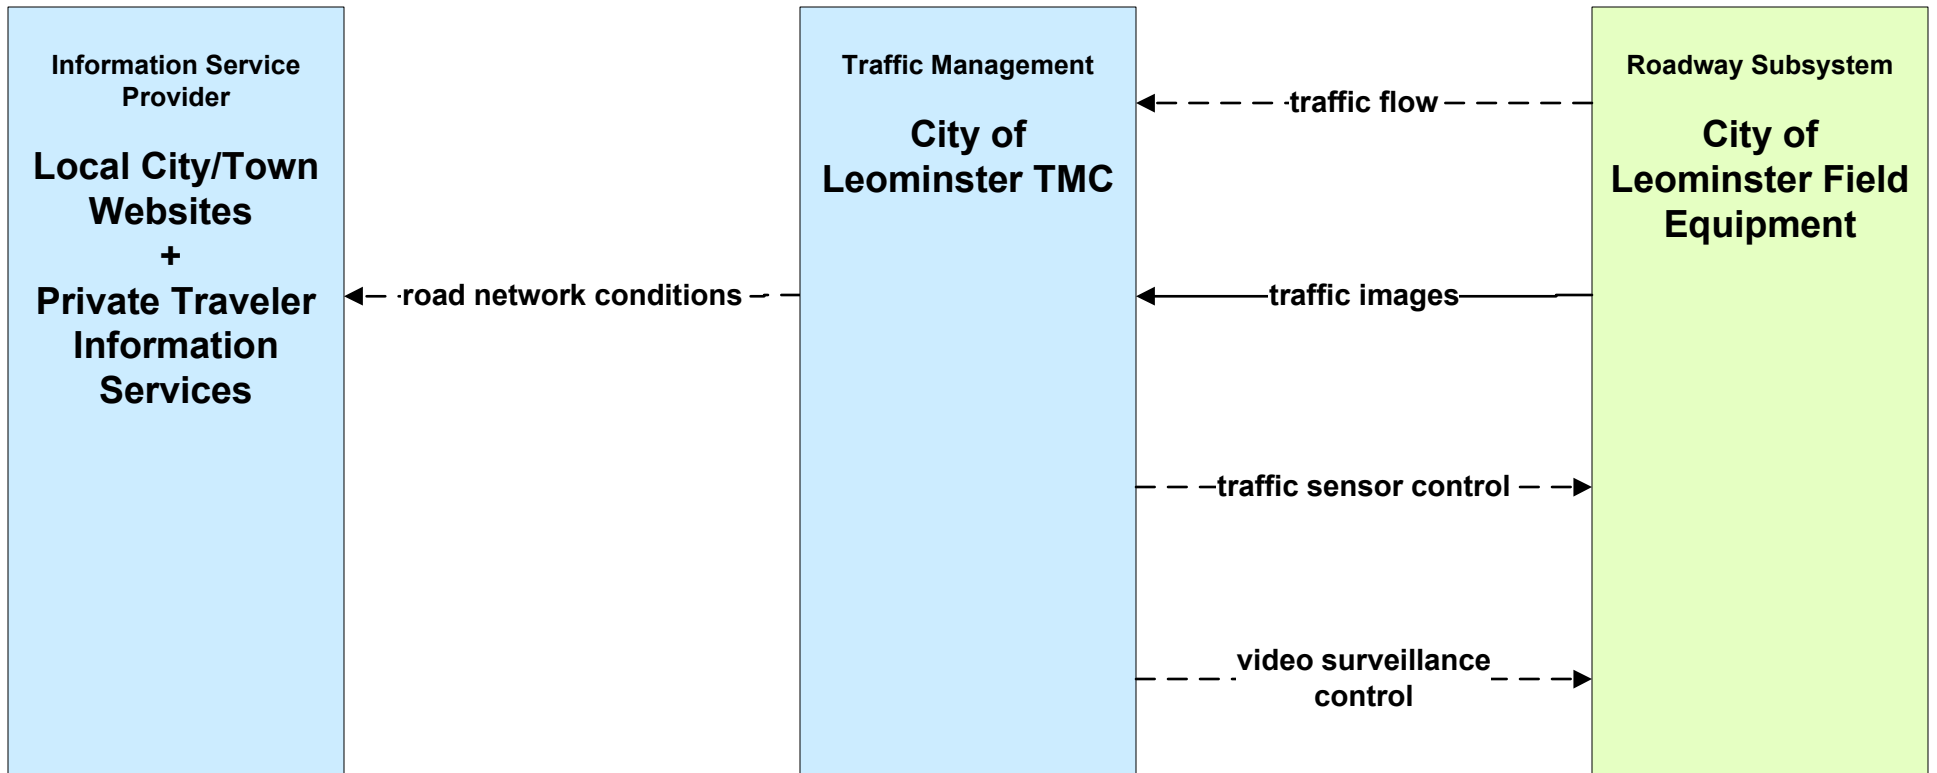 Information Service
Provider
Local City/Town
Websites
+
Private Traveler
Information
Services
road network conditions
Traffic Management
City of
Leominster TMC
traffic flow
traffic images
traffic sensor control
video surveillance
control
Roadway Subsystem
City of
Leominster Field
Equipment